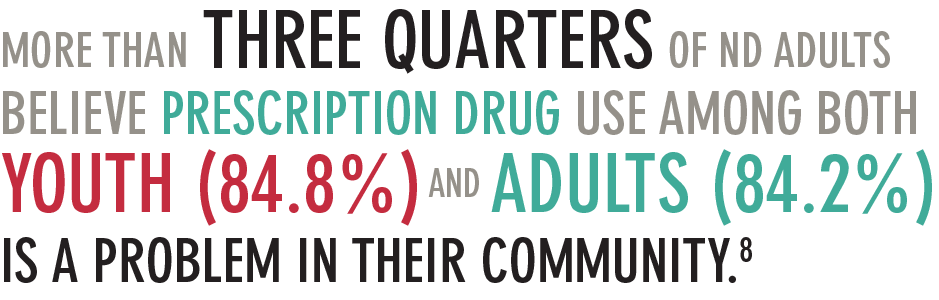 MORE THAN THREE QUARTERS OF ND ADULTS
BELIEVE PRESCRIPTION DRUG USE AMONG BOTH
YOUTH (84.8%) AND ADULTS (84.2%)
IS A PROBLEM IN THEIR COMMUNITY.⁸